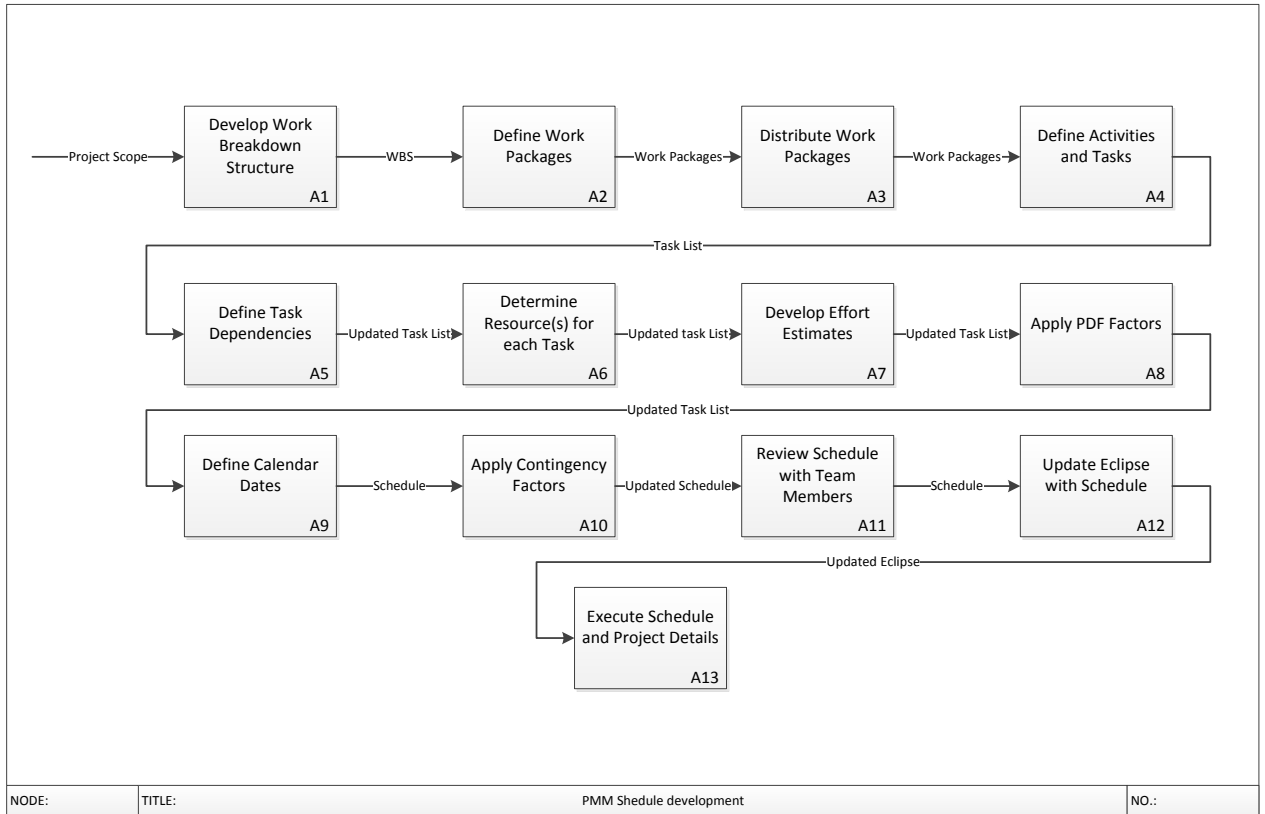 Develop Work
Breakdown
Structure
A1
Define Work
Packages
A2
Distribute Work
Packages
A3
Define Activities
and Tasks
A4
Project Scope
WBS
Work Packages
Work Packages
Task List
Define Task
Dependencies
A5
Determine
Resource(s) for
each Task
A6
Develop Effort
Estimates
A7
Apply PDF Factors
A8
Updated Task List
Updated task List
Updated Task List
Updated Task List
Define Calendar
Dates
A9
Apply Contingency
Factors
A10
Review Schedule
with Team
Members
A11
Update Eclipse
with Schedule
A12
Schedule
Updated Schedule
Schedule
Updated Eclipse
Execute Schedule
and Project Details
A13
NODE:
TITLE:
PMM Shedule development
NO.: